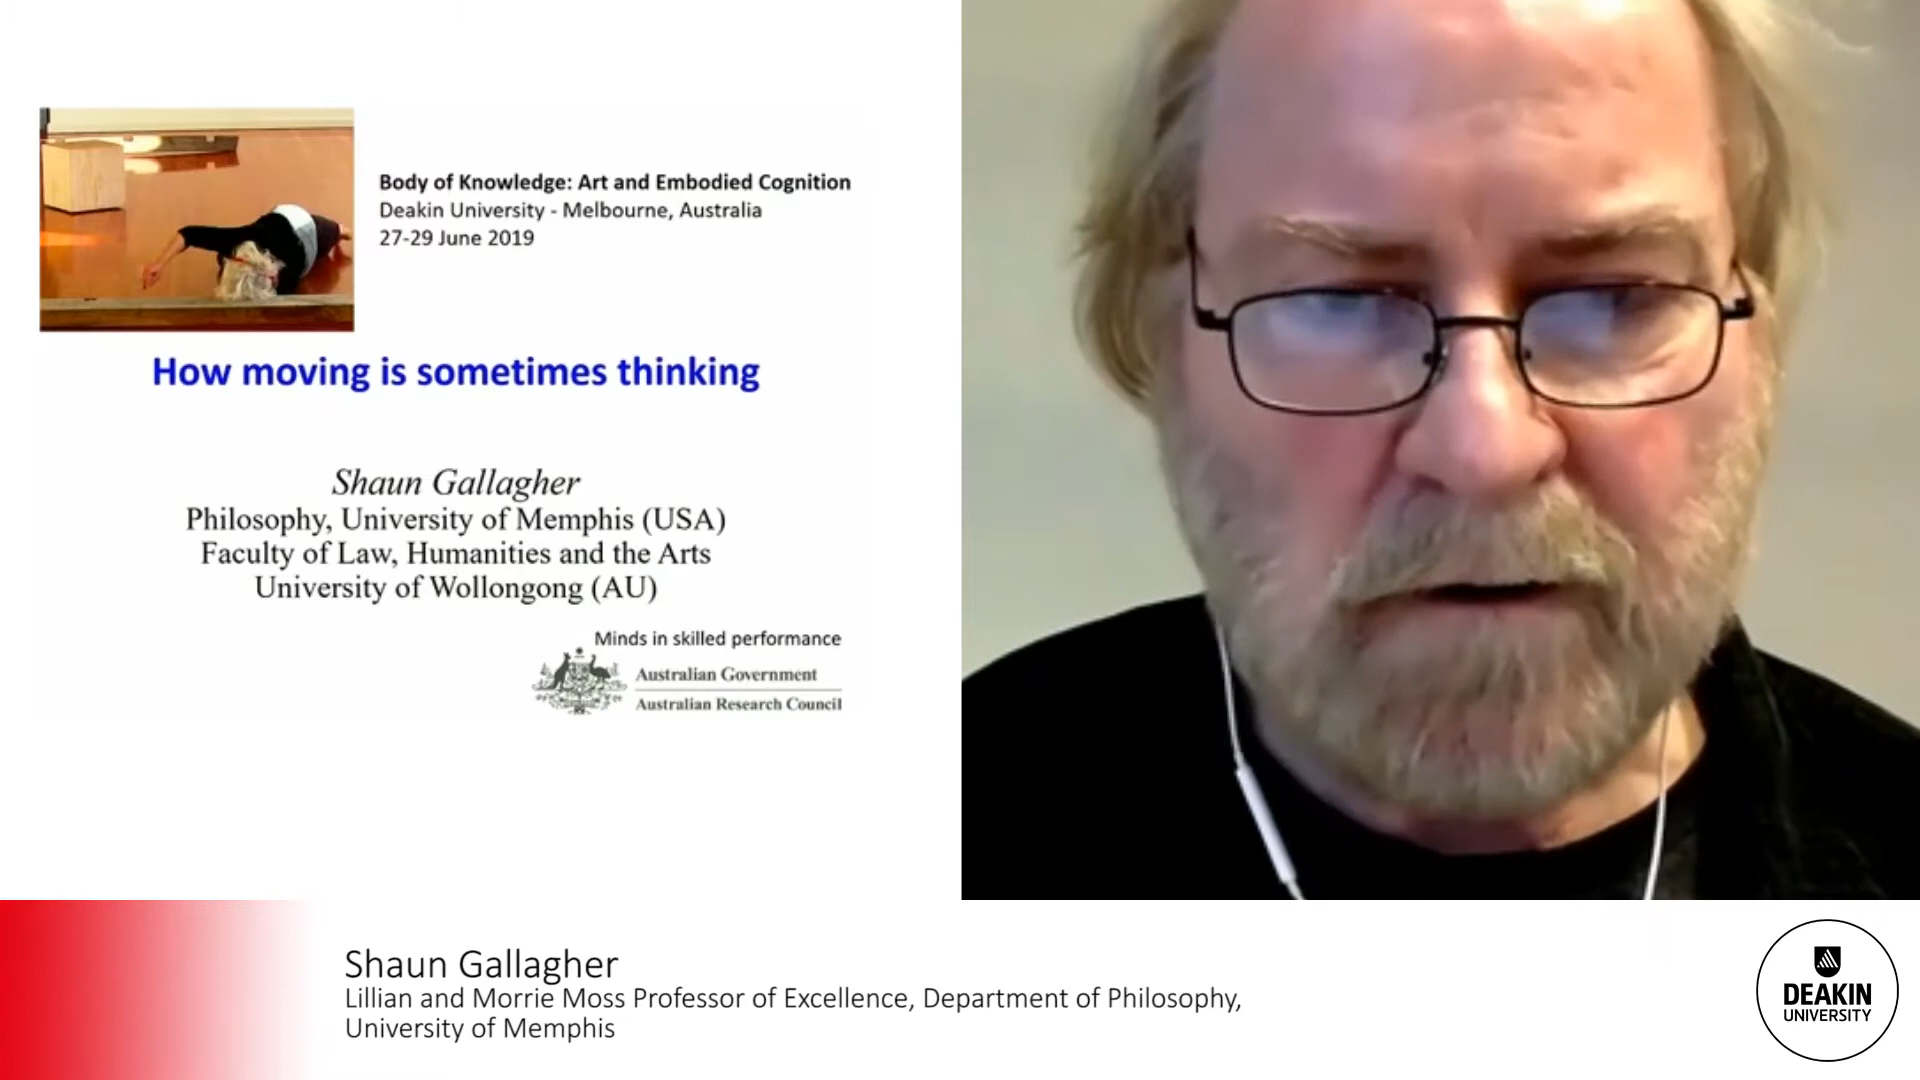 Body of Knowledge: Art and Embodied Cognition
Deakin University - Melbourne, Australia
27-29 June 2019
How moving is sometimes thinking
Shaun Gallagher
Philosophy, University of Memphis (USA)
Faculty of Law, Humanities and the Arts
University of Wollongong (AU)
Minds in skilled performance
Australian Government
Australian Research Council
Shaun Gallagher
Lillian and Morrie Moss Professor of Excellence, Department of Philosophy,
University of Memphis
DEAKIN
UNIVERSITY